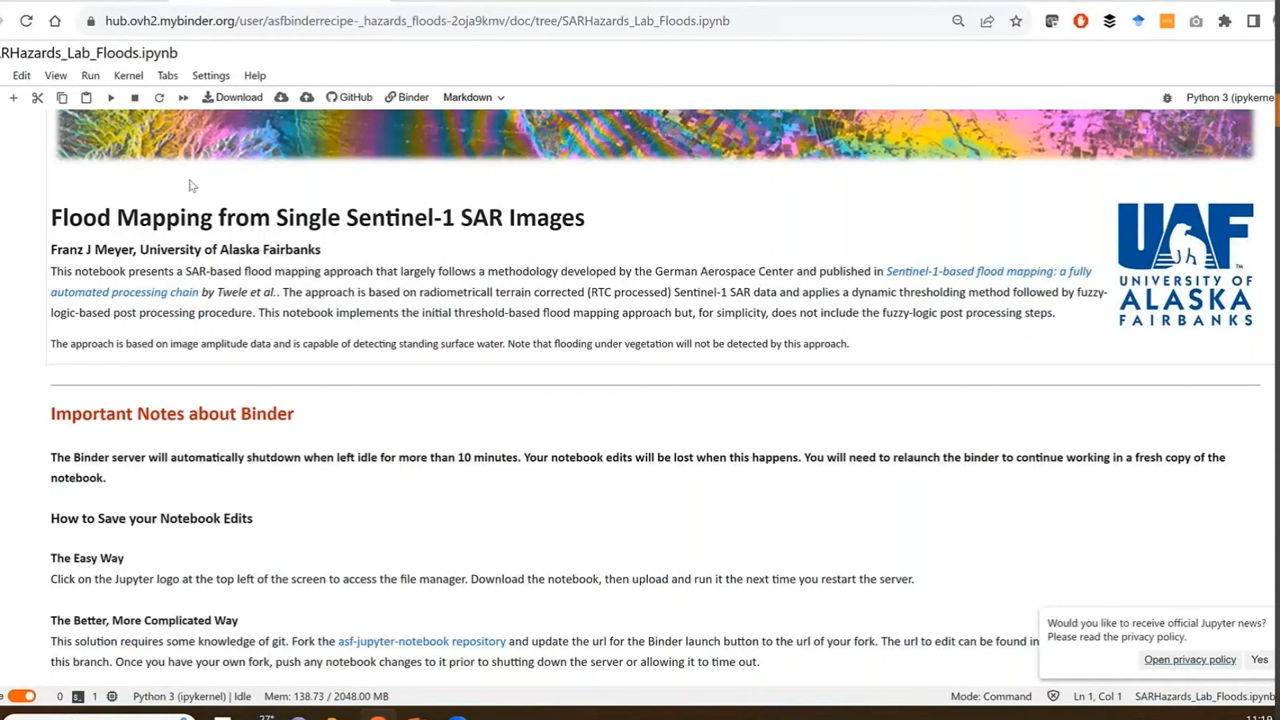 hub.ovh2.mybinder.org/user/asfbinderrecipe-_hazards_floods-2oja9kmv/doc/tree/SARHazards_Lab_Floods.ipynb
RHazards_Lab_Floods.ipynb
Edit View Run Kernel Tabs Settings Help
Download GitHub Binder Markdown Python 3 (ipykerne
Flood Mapping from Single Sentinel-1 SAR Images
Franz J Meyer, University of Alaska Fairbanks
This notebook presents a SAR-based flood mapping approach that largely follows a methodology developed by the German Aerospace Center and published in Sentinel-1-based flood mapping: a fully
automated processing chain by Twele et al.. The approach is based on radiomericall terrain corrected (RTC processed) Sentinel-1 SAR data and applies a dynamic thresholding method followed by fuzzy-
logic-based post processing procedure. This notebook implements the initial threshold-based flood mapping approach but, for simplicity, does not include the fuzzy-logic post processing steps.
The approach is based on image amplitude data and is capable of detecting standing surface water. Note that flooding under vegetation will not be detected by this approach.
UAF
UNIVERSITY OF
ALASKA
FAIRBANKS
Important Notes about Binder
The Binder server will automatically shutdown when left idle for more than 10 minutes. Your notebook edits will be lost when this happens. You will need to relaunch the binder to continue working in a fresh copy of the
notebook.
How to Save your Notebook Edits
The Easy Way
Click on the Jupyter logo at the top left of the screen to access the file manager. Download the notebook, then upload and run it the next time you restart the server.
The Better, More Complicated Way
This solution requires some knowledge of git. Fork the asf-jupyter-notebook repository and update the url for the Binder launch button to the url of your fork. The url to edit can be found in
this branch. Once you have your own fork, push any notebook changes to it prior to shutting down the server or allowing it to time out.
Would you like to receive official Jupyter news?
Please read the privacy policy.
Open privacy policy Yes
e 0 1 Python 3 (ipykernel) | Idle Mem: 138.73 / 2048.00 MB Mode: Command Ln 1, Col 1 SARHazards_Lab_Floods.ipynb